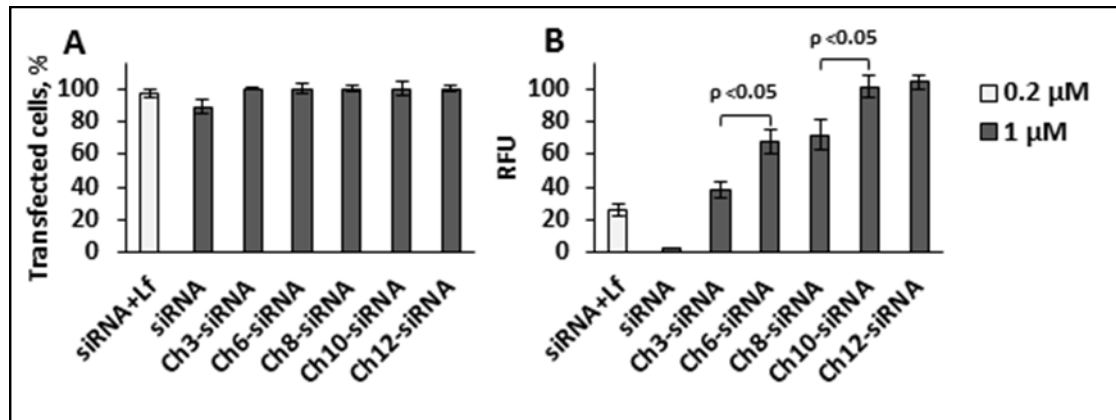 A
Transfected cells, %
100
80
60
40
20
0
siRNA+Lf
siRNA
Ch3-siRNA
Ch6-siRNA
Ch8-siRNA
Ch10-siRNA
Ch12-siRNA
B
RFU
100
80
60
40
20
0
p <0.05
p <0.05
siRNA+Lf
siRNA
Ch3-siRNA
Ch6-siRNA
Ch8-siRNA
Ch10-siRNA
Ch12-siRNA
0.2 µM
1 µM